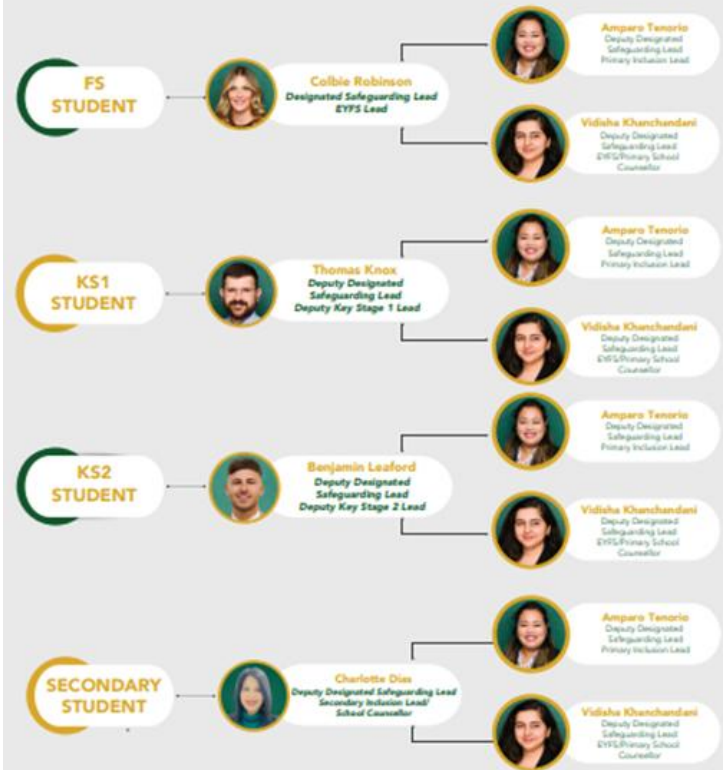 FS
STUDENT
Colbie Robinson
Designated Safeguarding Lead
EYFS Lead
Amparo Tenorio
Deputy Designated
Safeguarding Lead
Primary Inclusion Lead
Vidisha Khanchandani
Deputy Designated
Safeguarding Lead
EYFS/Primary School
Counsellor
KS1
STUDENT
Thomas Knox
Deputy Designated
Safeguarding Lead
Deputy Key Stage 1 Lead
Amparo Tenorio
Deputy Designated
Safeguarding Lead
Primary Inclusion Lead
Vidisha Khanchandani
Deputy Designated
Safeguarding Lead
EYFS/Primary School
Counsellor
KS2
STUDENT
Benjamin Leaford
Deputy Designated
Safeguarding Lead
Deputy Key Stage 2 Lead
Amparo Tenorio
Deputy Designated
Safeguarding Lead
Primary Inclusion Lead
Vidisha Khanchandani
Deputy Designated
Safeguarding Lead
EYFS/Primary School
Counsellor
SECONDARY
STUDENT
Charlotte Dias
Deputy Designated Safeguarding Lead
Secondary Inclusion Lead/
School Counsellor
Amparo Tenorio
Deputy Designated
Safeguarding Lead
Primary Inclusion Lead
Vidisha Khanchandani
Deputy Designated
Safeguarding Lead
EYFS/Primary School
Counsellor